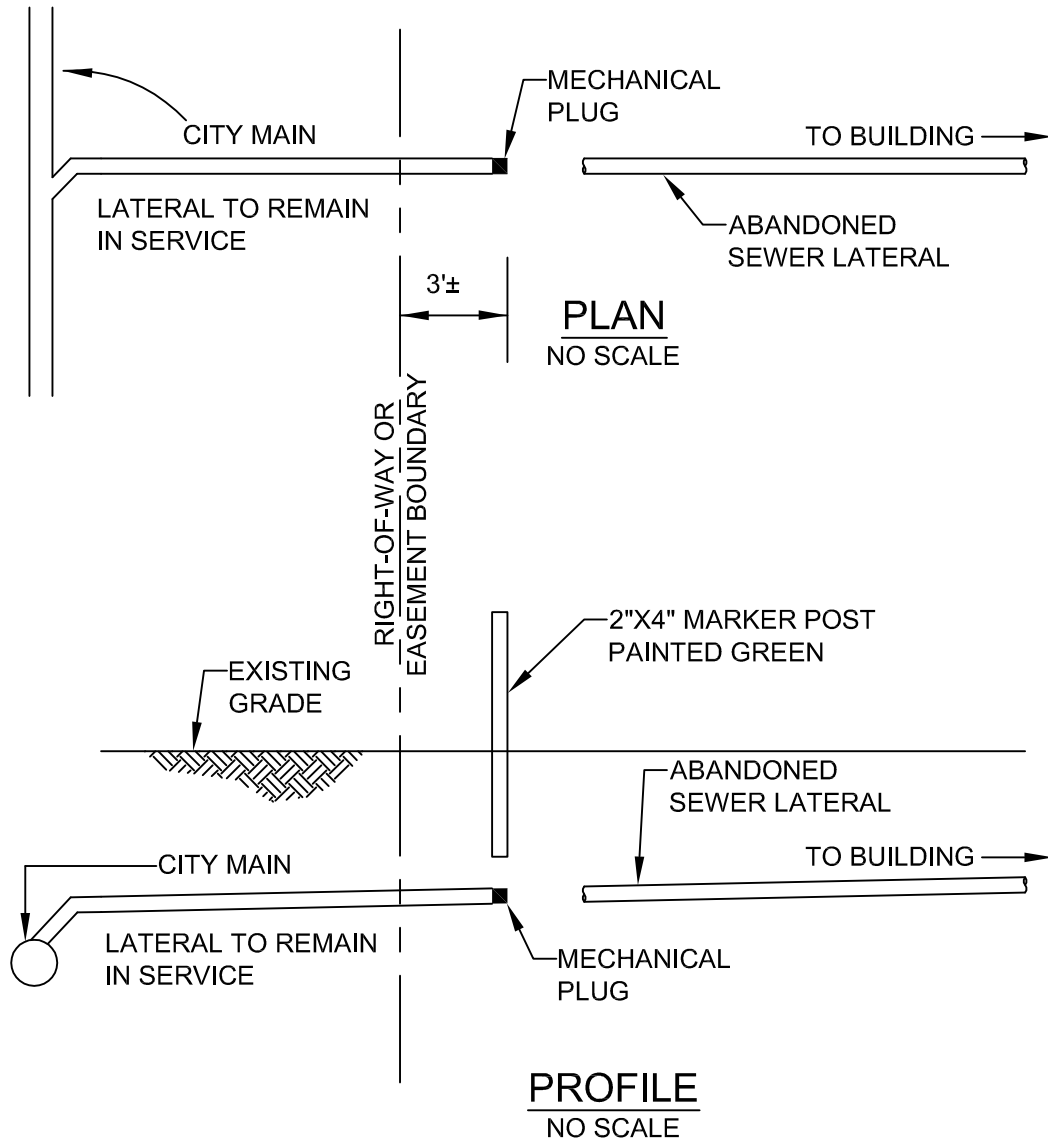 MECHANICAL
PLUG
CITY MAIN
TO BUILDING
LATERAL TO REMAIN
IN SERVICE
ABANDONED
SEWER LATERAL
3'±
PLAN
NO SCALE
RIGHT-OF-WAY OR
EASEMENT BOUNDARY
2"X4" MARKER POST
PAINTED GREEN
EXISTING
GRADE
ABANDONED
SEWER LATERAL
CITY MAIN
TO BUILDING
LATERAL TO REMAIN
IN SERVICE
MECHANICAL
PLUG
PROFILE
NO SCALE